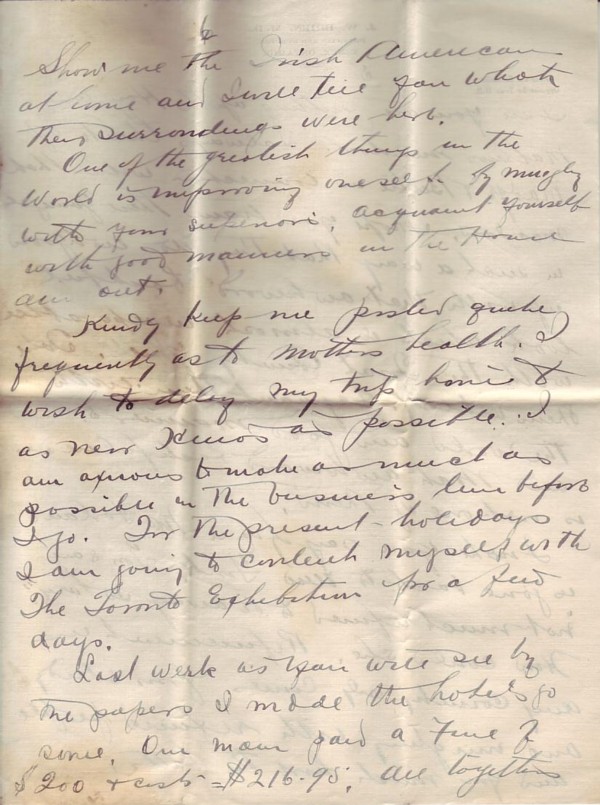 6
Show me the Irish American
at home and I will tell you what
their surrondings were here.
One of the greatest things in the
World is improving oneself by mingling
with your superiors, acquaint yourself
with good manners in The House
an out.
Kindly keep me posted quite
frequently as to Mothers health. I
wish to delay my trip home to
as near Xmas as possible. I
am axious to make as much as
possible in the business line before
I go. For the present holidays
I am going to content myself with
The Toronto Exhibition for a few
days.
Last week as you will see by
the papers I made the hotels go
some. One man paid a Fine of
$200 + costs = $216.95, all together